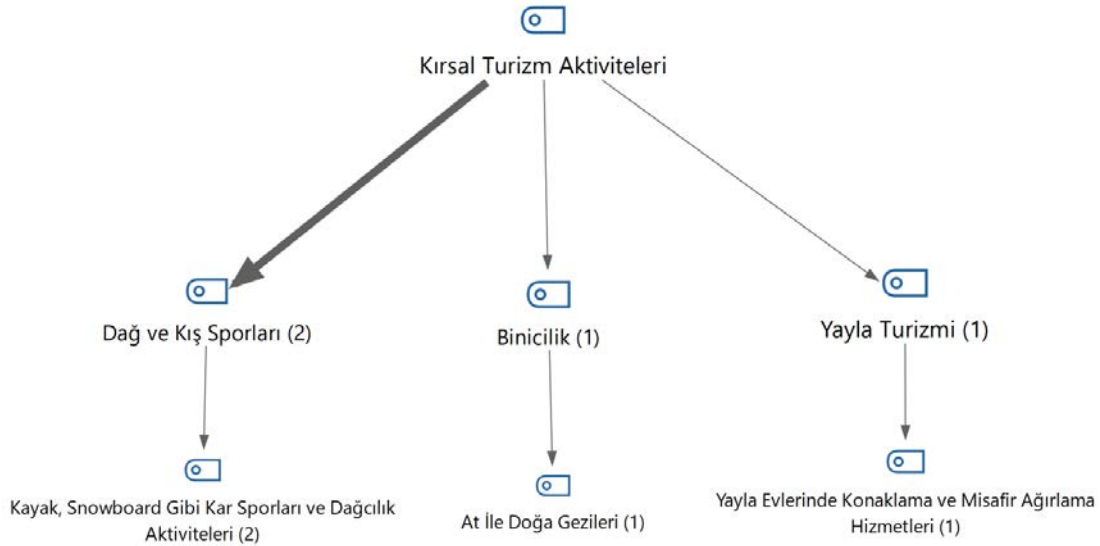 Kırsal Turizm Aktiviteleri
Dağ ve Kış Sporları (2)
Binicilik (1)
Yayla Turizmi (1)
Kayak, Snowboard Gibi Kar Sporları ve Dağcılık
Aktiviteleri (2)
At İle Doğa Gezileri (1)
Yayla Evlerinde Konaklama ve Misafir Ağırlama
Hizmetleri (1)